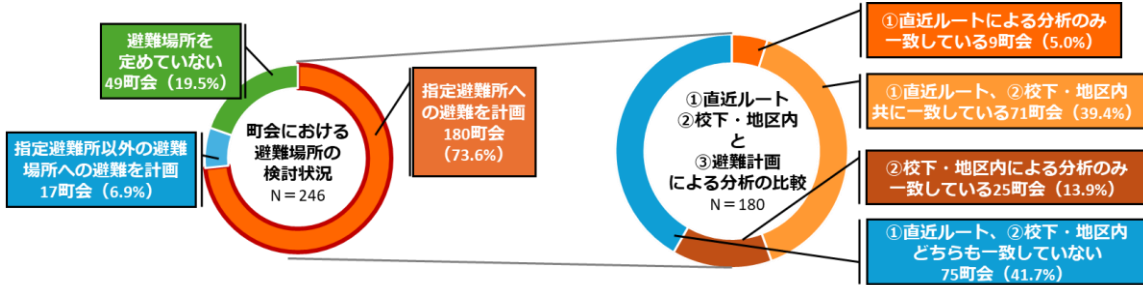 避難場所を
定めていない
49町会（19.5%）
指定避難所以外の避難
場所への避難を計画
17町会（6.9%）
町会における
避難場所の
検討状況
N＝246
指定避難所へ
の避難を計画
180町会
（73.6%）
①直近ルート
②校下・地区内
と
③避難計画
による分析の比較
N＝180
①直近ルートによる分析のみ
一致している9町会（5.0%）
①直近ルート、②校下・地区内
共に一致している71町会（39.4%）
②校下・地区内による分析のみ
一致している25町会（13.9%）
①直近ルート、②校下・地区内
どちらも一致していない
75町会（41.7%）